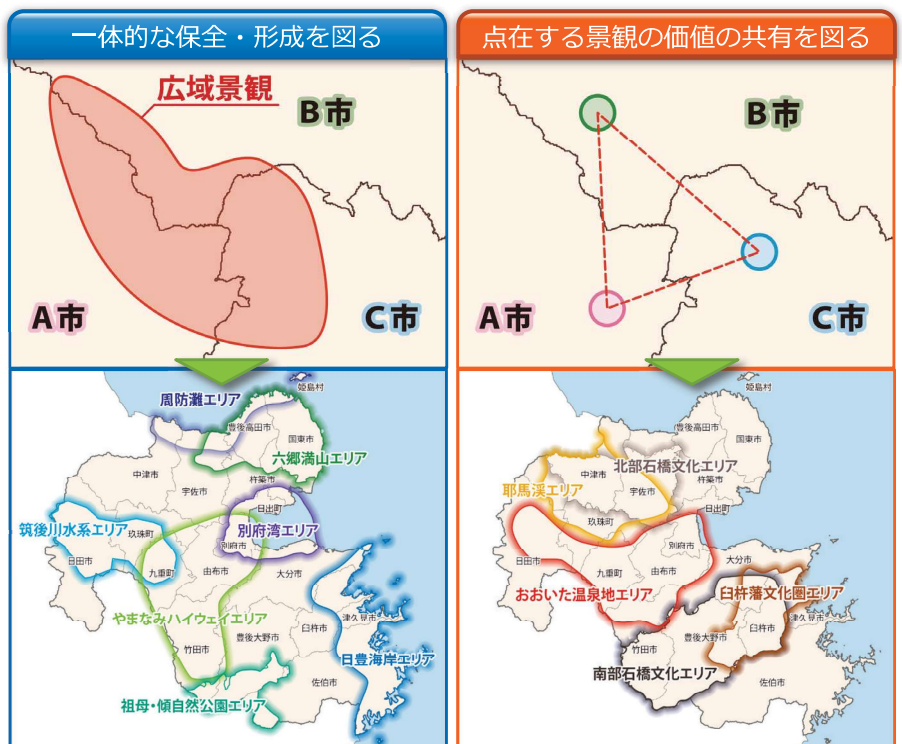 一体的な保全・形成を図る
広域景観
B市
A市
C市
周防灘エリア
姫島村
豊後高田市
国東市
六郷満山エリア
中津市
杵築市
宇佐市
日出町
筑後川水系エリア
玖珠町
別府湾エリア
別府市
日田市
九重町
由布市
大分市
やまなみハイウェイエリア
津久見市
臼杵市
豊後大野市
竹田市
日豊海岸エリア
佐伯市
祖母・傾自然公園エリア
点在する景観の価値の共有を図る
B市
A市
C市
姫島村
豊後高田市
国東市
北部石橋文化エリア
中津市
杵築市
耶馬渓エリア
宇佐市
日出町
玖珠町
別府市
日田市
大分市
九重町
由布市
おおいた温泉地エリア
臼杵藩文化圏エリア
津久見市
臼杵市
豊後大野市
竹田市
南部石橋文化エリア
佐伯市